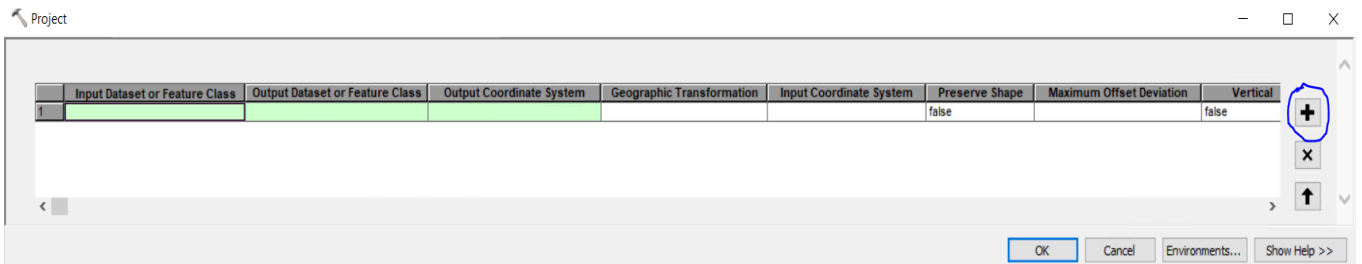 Project
Input Dataset or Feature Class Output Dataset or Feature Class Output Coordinate System Geographic Transformation Input Coordinate System Preserve Shape Maximum Offset Deviation Vertical
1 false false
OK Cancel Environments... Show Help >>